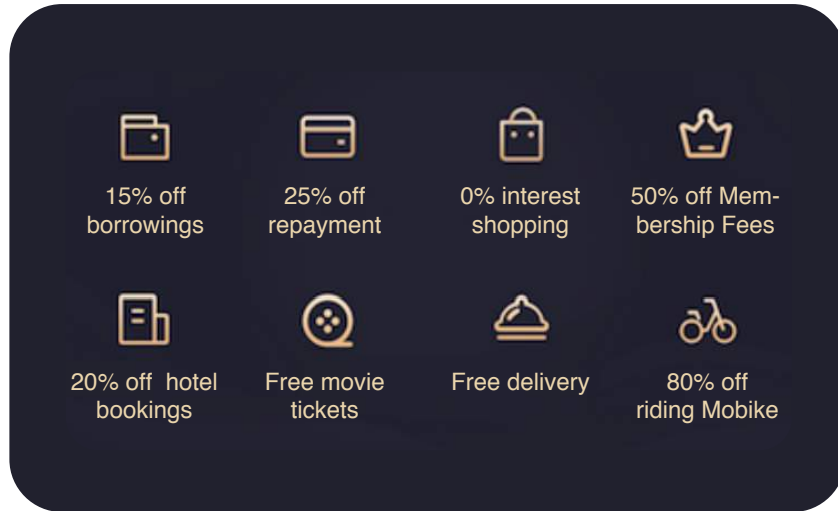 15% off
borrowings
25% off
repayment
0% interest
shopping
50% off Mem-
bership Fees
20% off  hotel
bookings
Free movie
tickets
Free delivery
80% off
riding Mobike